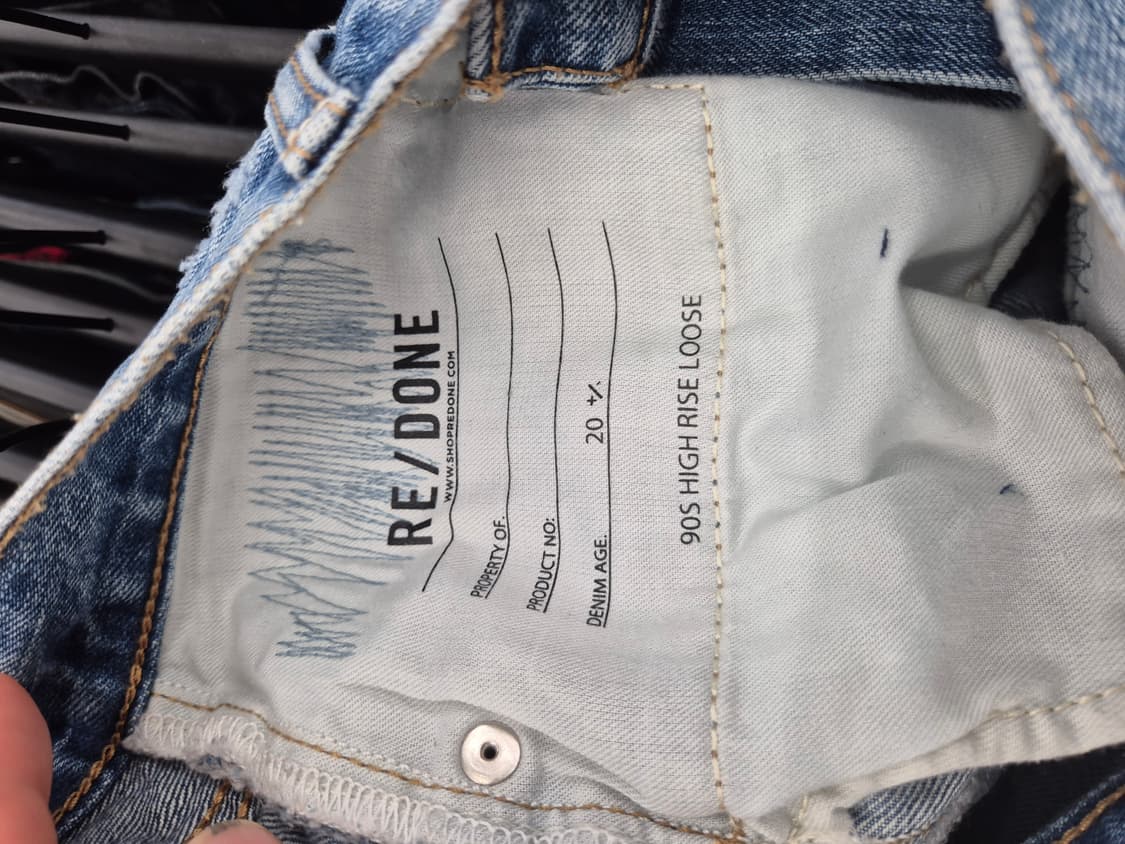 RE/DONE
WWW.SHOPREDONE.COM
PROPERTY OF:
PRODUCT NO:
DENIM AGE: 20 +/-
90S HIGH RISE LOOSE